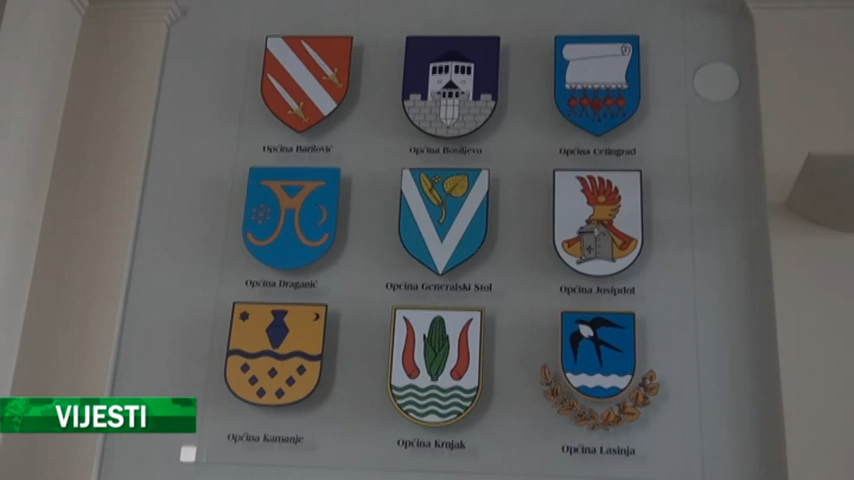 Općina Barilović
Općina Bosiljevo
Općina Cetingrad
Općina Draganić
Općina Generalski Stol
Općina Josipdol
Općina Kamanje
Općina Krnjak
Općina Lasinja
VIJESTI